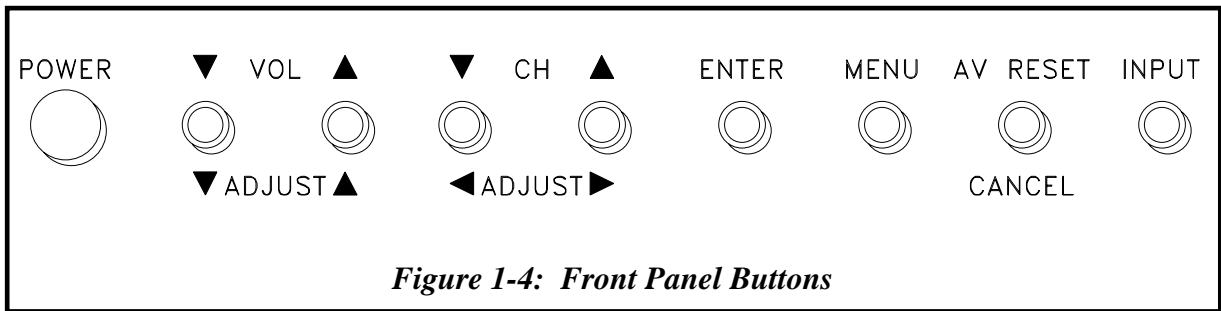 POWER ▼ VOL ▲ ▼ CH ▲ ENTER MENU AV RESET INPUT
▼ ADJUST ▲ ◀ ADJUST ▶ CANCEL
Figure 1-4: Front Panel Buttons